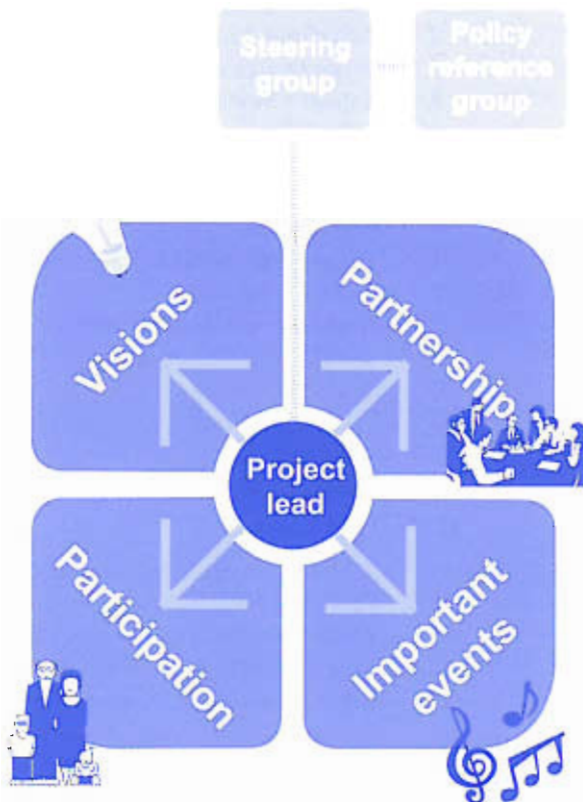 Steering
group
Policy
reference
group
Visions
Partnership
Project
lead
Participation
Important
events